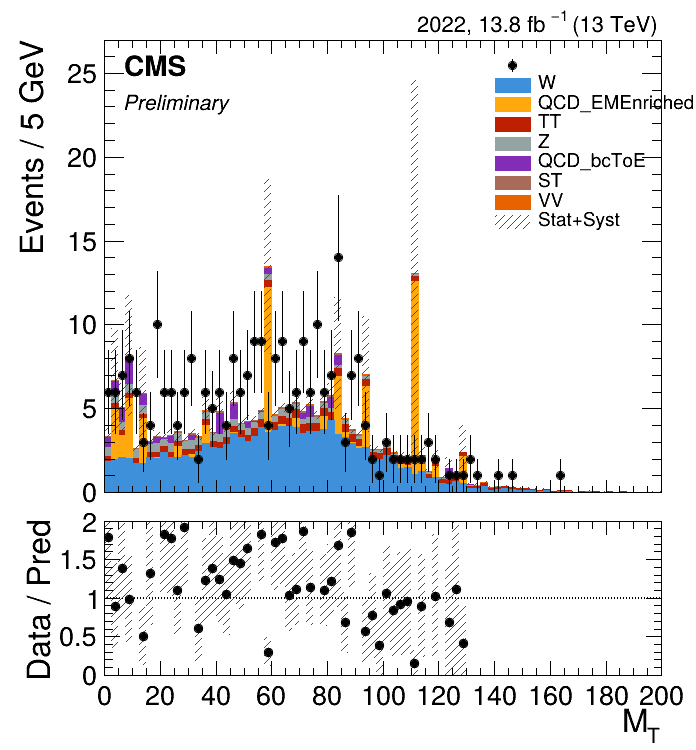 2022, 13.8 fb⁻¹ (13 TeV)
CMS
Preliminary
W
QCD_EMEnriched
TT
Z
QCD_bcToE
ST
VV
Stat+Syst
Events / 5 GeV
25
20
15
10
5
0
Data / Pred
2
1.5
1
0.5
0
0 20 40 60 80 100 120 140 160 180 200
M_T